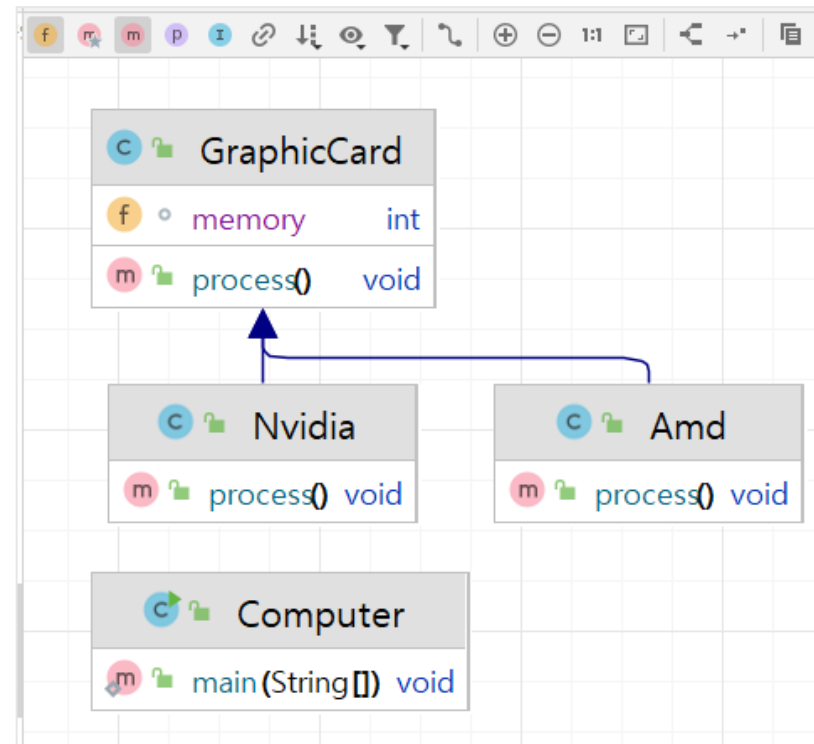 f m m p I 1:1
C GraphicCard
f memory int
m process() void
C Nvidia
m process() void
C Amd
m process() void
C Computer
m main(String[]) void